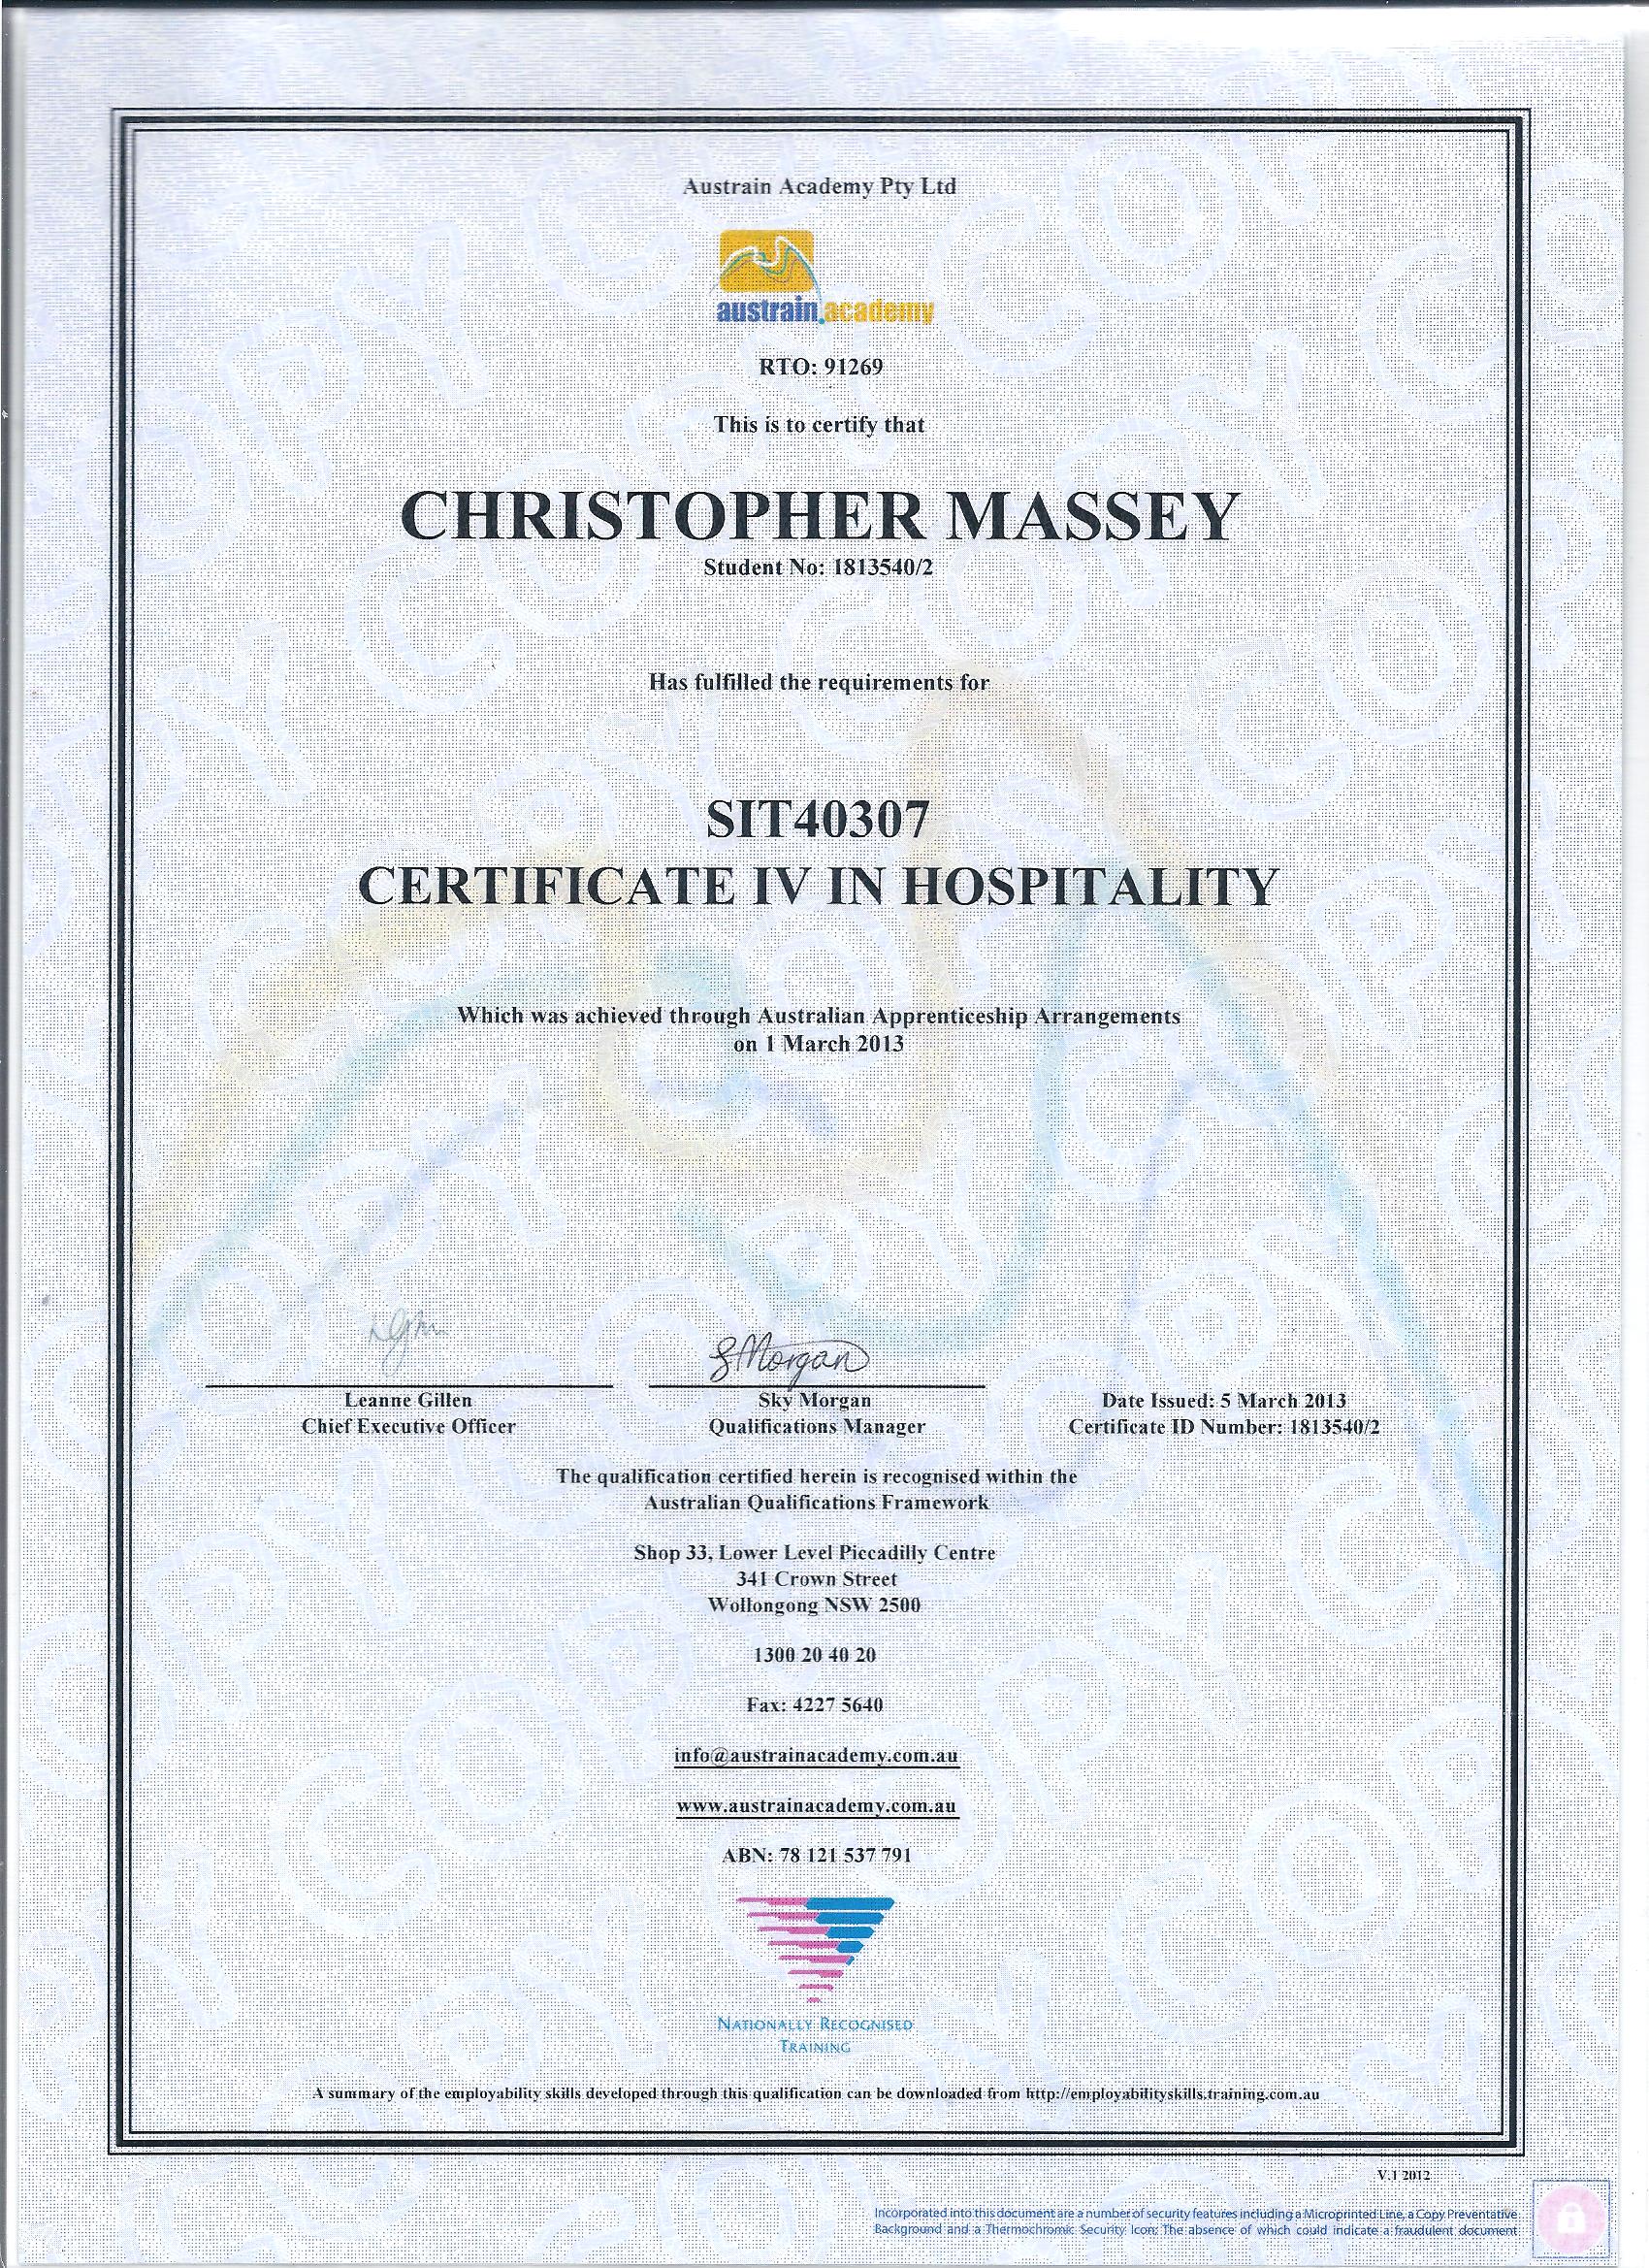 Austrain Academy Pty Ltd
austrain.academy
RTO: 91269
This is to certify that
CHRISTOPHER MASSEY
Student No: 1813540/2
Has fulfilled the requirements for
SIT40307
CERTIFICATE IV IN HOSPITALITY
Which was achieved through Australian Apprenticeship Arrangements
on 1 March 2013
SMorgan
Leanne Gillen
Chief Executive Officer
Sky Morgan
Qualifications Manager
Date Issued: 5 March 2013
Certificate ID Number: 1813540/2
The qualification certified herein is recognised within the
Australian Qualifications Framework
Shop 33, Lower Level Piccadilly Centre
341 Crown Street
Wollongong NSW 2500
1300 20 40 20
Fax: 4227 5640
info@austrainacademy.com.au
www.austrainacademy.com.au
ABN: 78 121 537 791
NATIONALLY RECOGNISED
TRAINING
A summary of the employability skills developed through this qualification can be downloaded from http://employabilityskills.training.com.au
V.1 2012
Incorporated into this document are a number of security features including a Microprinted Line, a Copy Preventative
Background and a Thermochromic Security Icon; The absence of which could indicate a fraudulent document
COPY COPY COPY